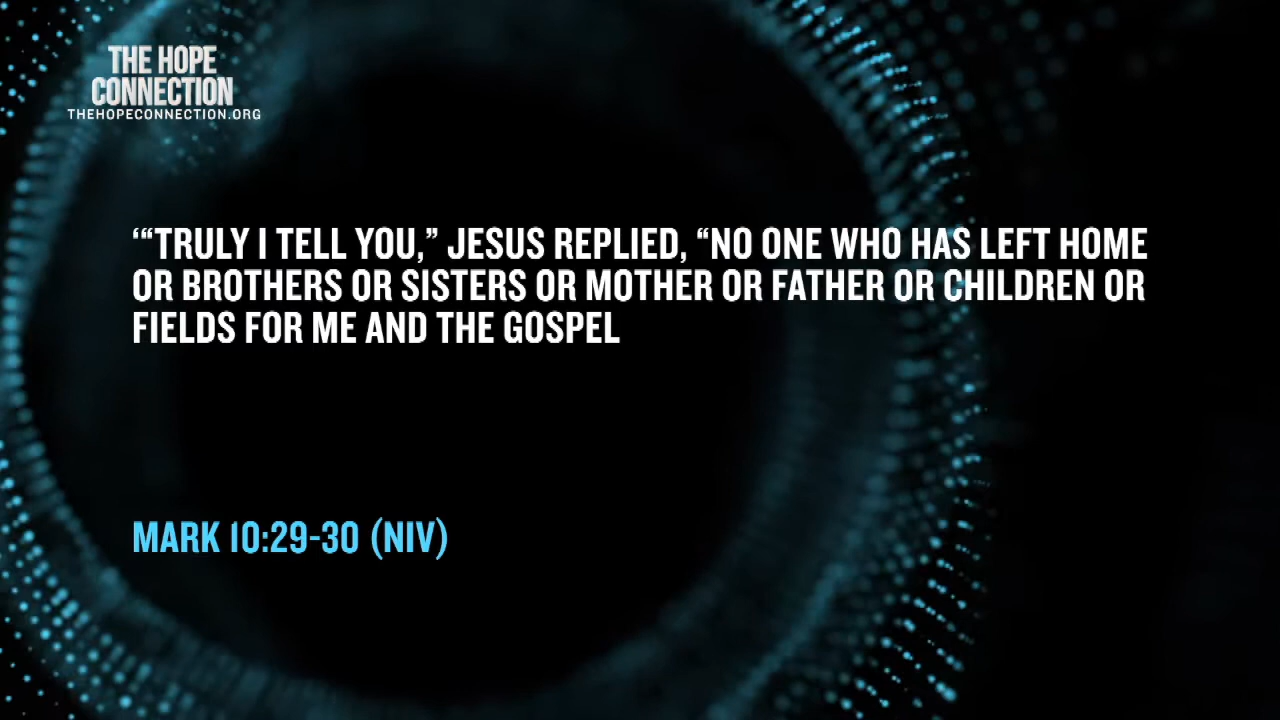 THE HOPE
CONNECTION
THEHOPECONNECTION.ORG
‘“TRULY I TELL YOU,” JESUS REPLIED, “NO ONE WHO HAS LEFT HOME
OR BROTHERS OR SISTERS OR MOTHER OR FATHER OR CHILDREN OR
FIELDS FOR ME AND THE GOSPEL
MARK 10:29-30 (NIV)